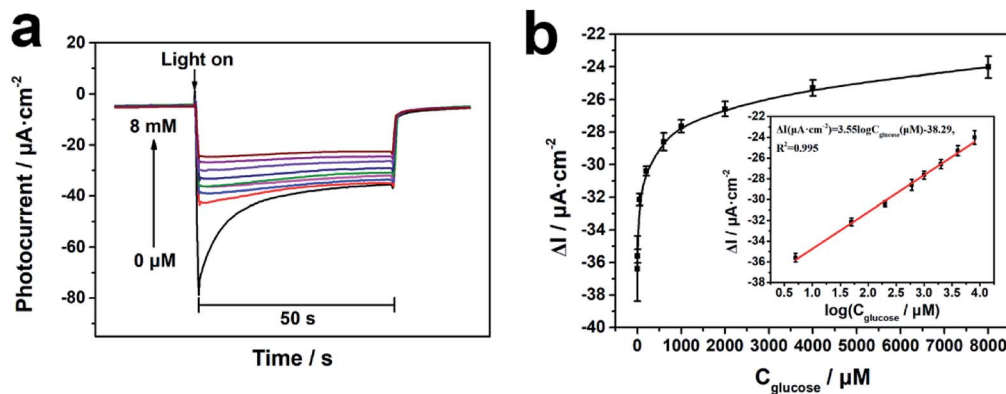 a
Photocurrent / μA·cm⁻²
20
0
-20
-40
-60
-80
Light on
8 mM
0 μM
50 s
Time / s
b
ΔI / μA·cm⁻²
-22
-24
-26
-28
-30
-32
-34
-36
-38
-40
0 1000 2000 3000 4000 5000 6000 7000 8000
C_glucose / μM
ΔI(μA·cm⁻²)=3.55logC_glucose(μM)-38.29,
R²=0.995
ΔI / μA·cm⁻²
-22
-24
-26
-28
-30
-32
-34
-36
-38
0.5 1.0 1.5 2.0 2.5 3.0 3.5 4.0
log(C_glucose / μM)